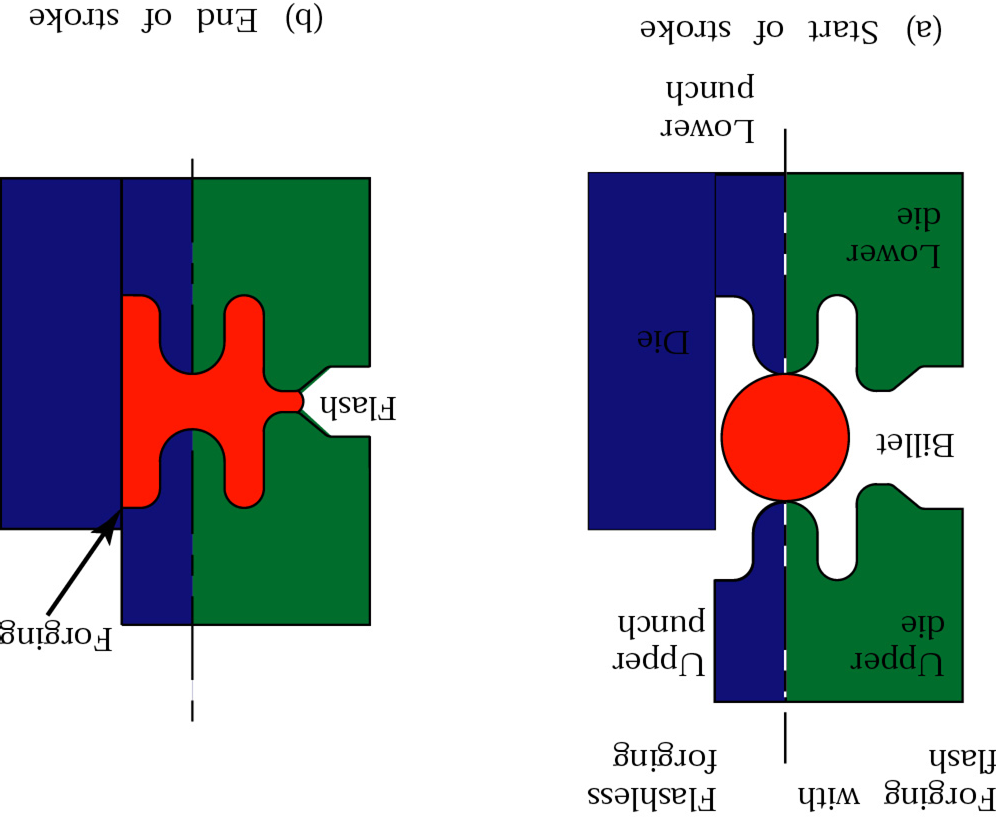 Forging with
flash
Flashless
forging
Upper
die
Upper
punch
Billet
Die
Lower
die
Lower
punch
(a) Start of stroke
Forging
Flash
(b) End of stroke